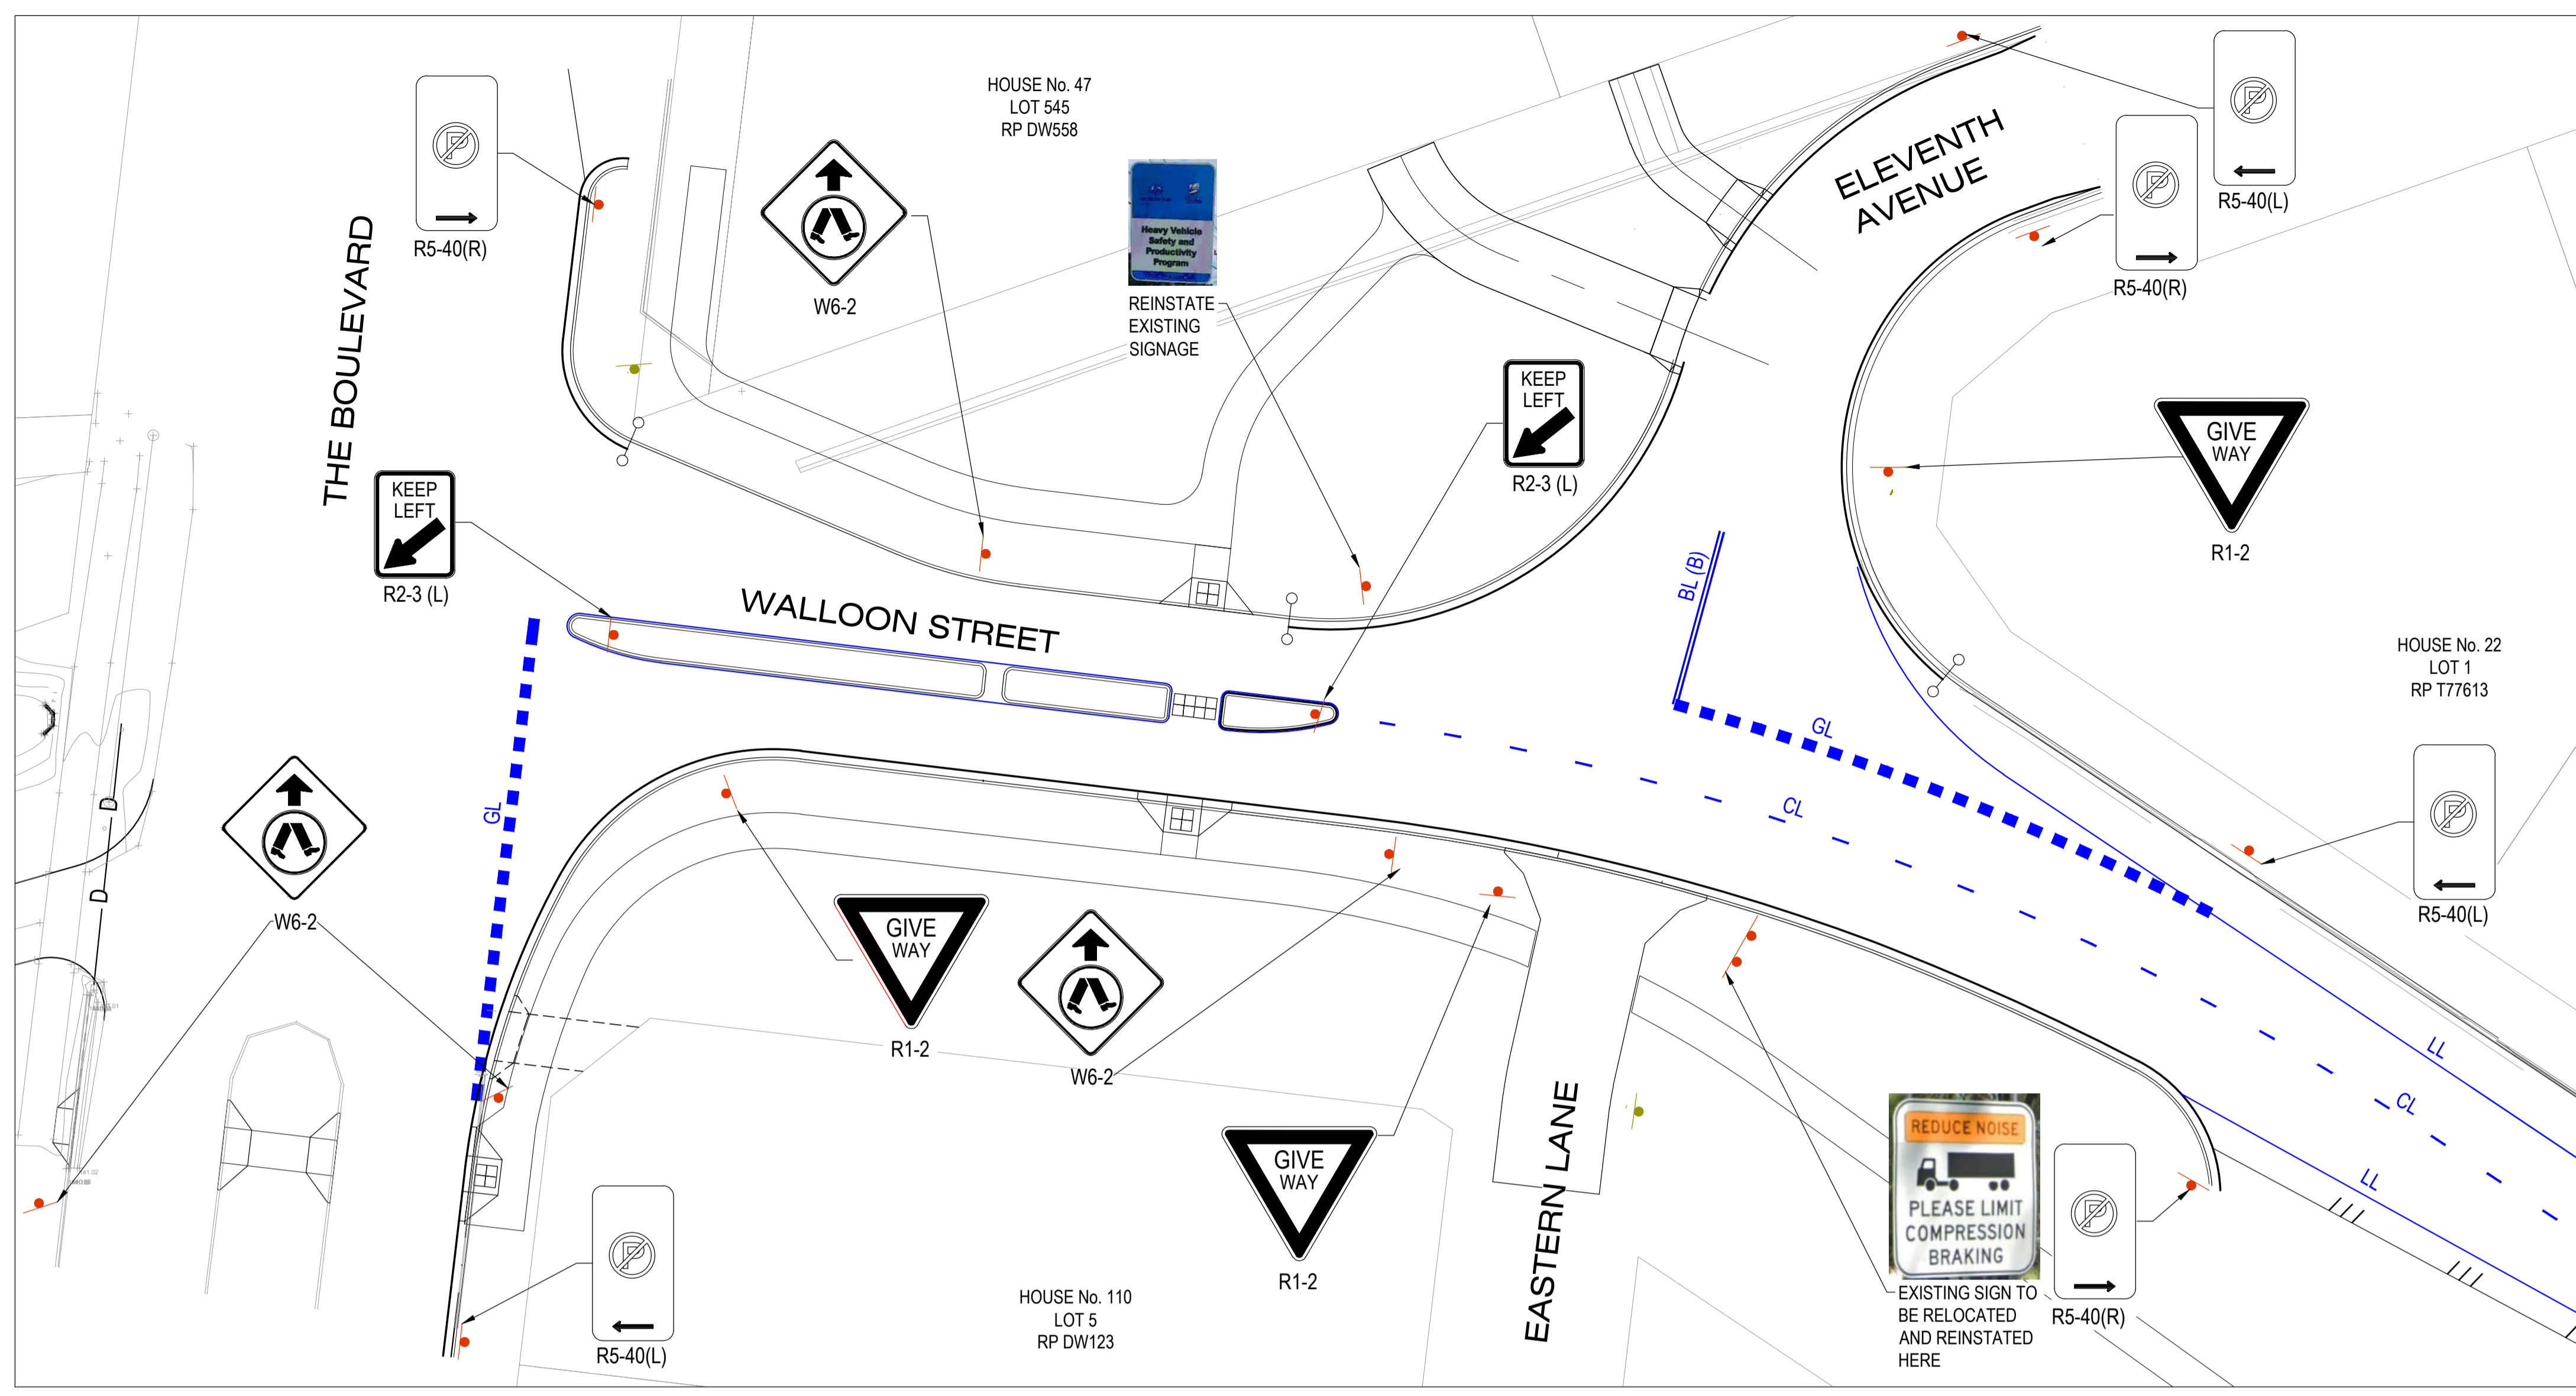 HOUSE No. 47
LOT 545
RP DW558
R5-40(R)
W6-2
Heavy Vehicle
Safety and
Productivity
Program
REINSTATE
EXISTING
SIGNAGE
ELEVENTH
AVENUE
R5-40(L)
R5-40(R)
THE BOULEVARD
KEEP
LEFT
R2-3 (L)
KEEP
LEFT
R2-3 (L)
GIVE
WAY
R1-2
WALLOON STREET
BL (B)
HOUSE No. 22
LOT 1
RP T77613
GL
GL
CL
D
D
W6-2
GIVE
WAY
R1-2
W6-2
R5-40(L)
LL
CL
LL
GIVE
WAY
R1-2
EASTERN LANE
REDUCE NOISE
PLEASE LIMIT
COMPRESSION
BRAKING
EXISTING SIGN TO
BE RELOCATED
AND REINSTATED
HERE
R5-40(R)
HOUSE No. 110
LOT 5
RP DW123
R5-40(L)